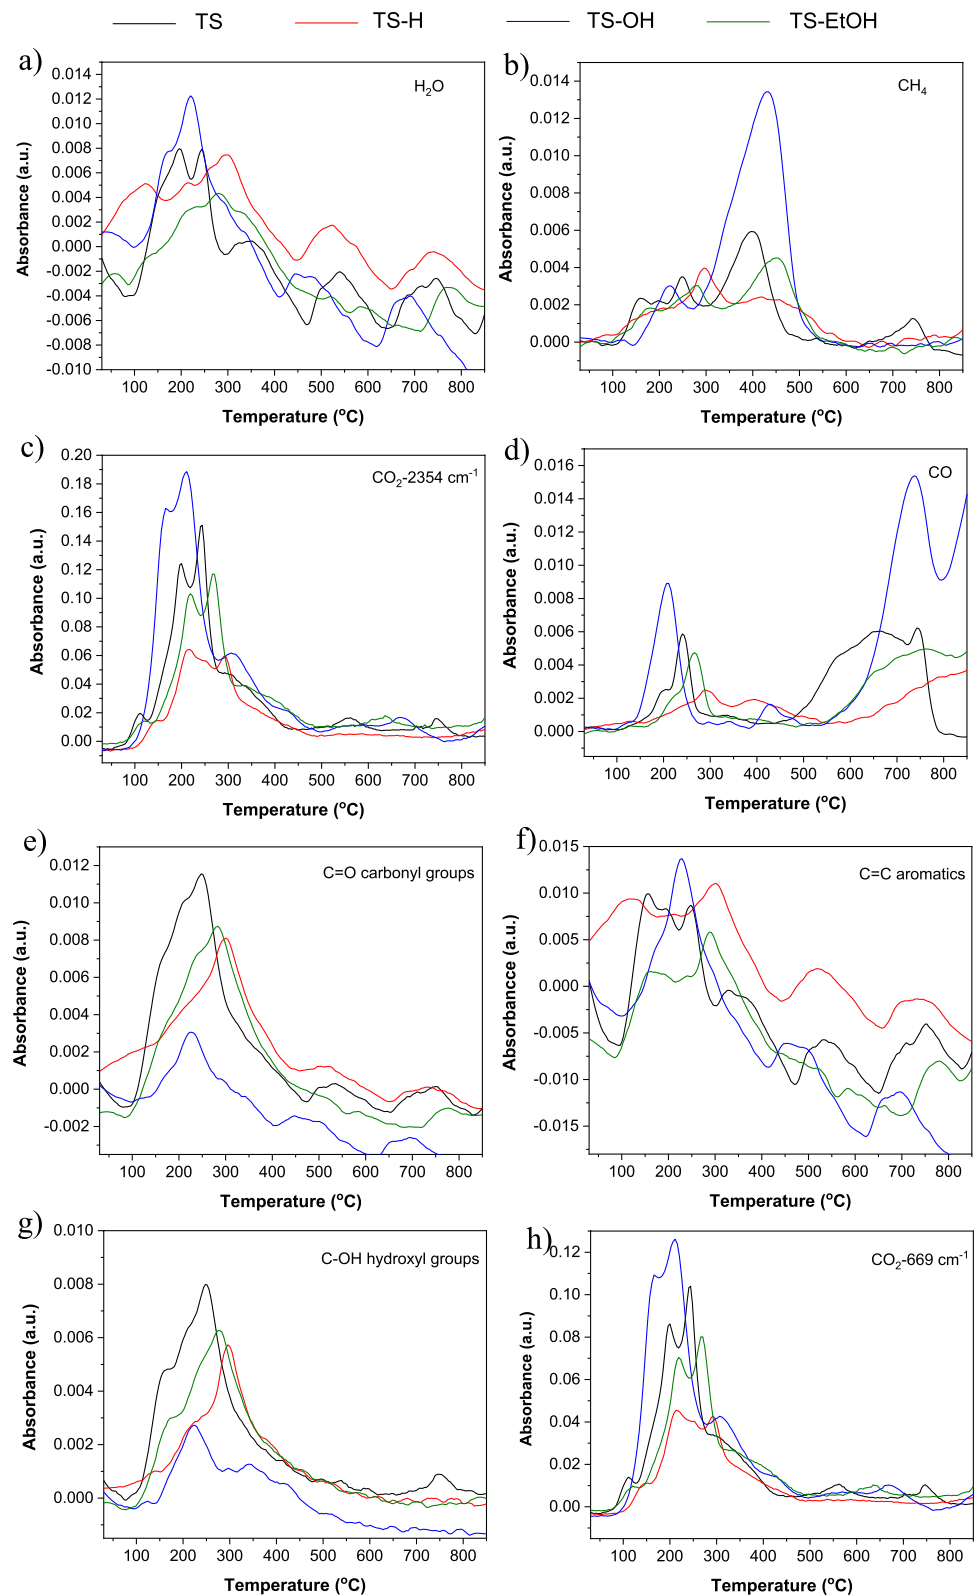 TS TS-H TS-OH TS-EtOH
a)
H2O
0.014
0.012
0.010
0.008
0.006
0.004
0.002
0.000
-0.002
-0.004
-0.006
-0.008
-0.010
Absorbance (a.u.)
100 200 300 400 500 600 700 800
Temperature (°C)
b)
CH4
0.014
0.012
0.010
0.008
0.006
0.004
0.002
0.000
Absorbance (a.u.)
100 200 300 400 500 600 700 800
Temperature (°C)
c)
CO2-2354 cm-1
0.20
0.18
0.16
0.14
0.12
0.10
0.08
0.06
0.04
0.02
0.00
Absorbance (a.u.)
100 200 300 400 500 600 700 800
Temperature (°C)
d)
CO
0.016
0.014
0.012
0.010
0.008
0.006
0.004
0.002
0.000
Absorbance (a.u.)
100 200 300 400 500 600 700 800
Temperature (°C)
e)
C=O carbonyl groups
0.012
0.010
0.008
0.006
0.004
0.002
0.000
-0.002
Absorbance (a.u.)
100 200 300 400 500 600 700 800
Temperature (°C)
f)
C=C aromatics
0.015
0.010
0.005
0.000
-0.005
-0.010
-0.015
Absorbancce (a.u.)
100 200 300 400 500 600 700 800
Temperature (°C)
g)
C-OH hydroxyl groups
0.010
0.008
0.006
0.004
0.002
0.000
Absorbance (a.u.)
100 200 300 400 500 600 700 800
Temperature (°C)
h)
CO2-669 cm-1
0.12
0.10
0.08
0.06
0.04
0.02
0.00
Absorbance (a.u.)
100 200 300 400 500 600 700 800
Temperature (°C)